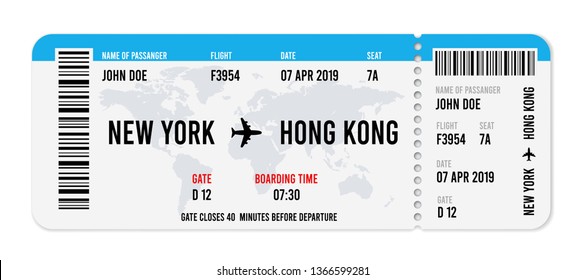 NAME OF PASSANGER FLIGHT DATE SEAT
JOHN DOE F3954 07 APR 2019 7A
NEW YORK HONG KONG
GATE BOARDING TIME
D 12 07:30
GATE CLOSES 40 MINUTES BEFORE DEPARTURE
NAME OF PASSANGER
JOHN DOE
FLIGHT SEAT
F3954 7A
DATE
07 APR 2019
GATE
D 12
NEW YORK HONG KONG
shutterstock.com · 1366599281